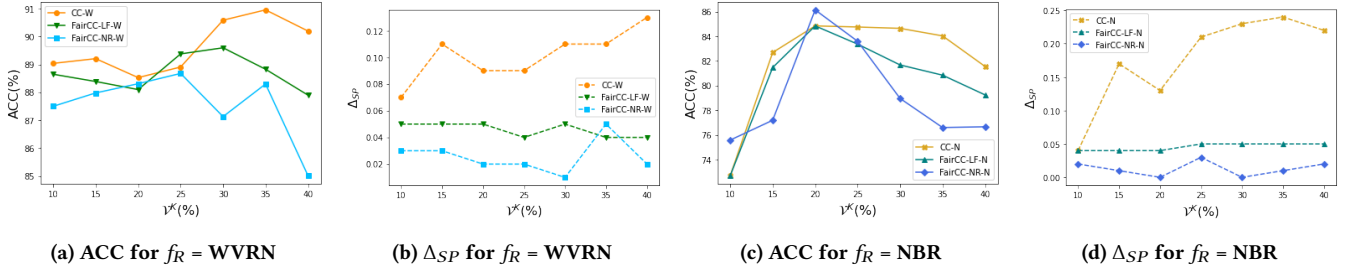 91
90
89
88
87
86
85
ACC(%)
CC-W
FairCC-LF-W
FairCC-NR-W
10 15 20 25 30 35 40
𝒱ᴷ(%)
(a) ACC for f_R = WVRN
0.12
0.10
0.08
0.06
0.04
0.02
Δ_SP
CC-W
FairCC-LF-W
FairCC-NR-W
10 15 20 25 30 35 40
𝒱ᴷ(%)
(b) Δ_SP for f_R = WVRN
86
84
82
80
78
76
74
ACC(%)
CC-N
FairCC-LF-N
FairCC-NR-N
10 15 20 25 30 35 40
𝒱ᴷ(%)
(c) ACC for f_R = NBR
0.25
0.20
0.15
0.10
0.05
0.00
Δ_SP
CC-N
FairCC-LF-N
FairCC-NR-N
10 15 20 25 30 35 40
𝒱ᴷ(%)
(d) Δ_SP for f_R = NBR